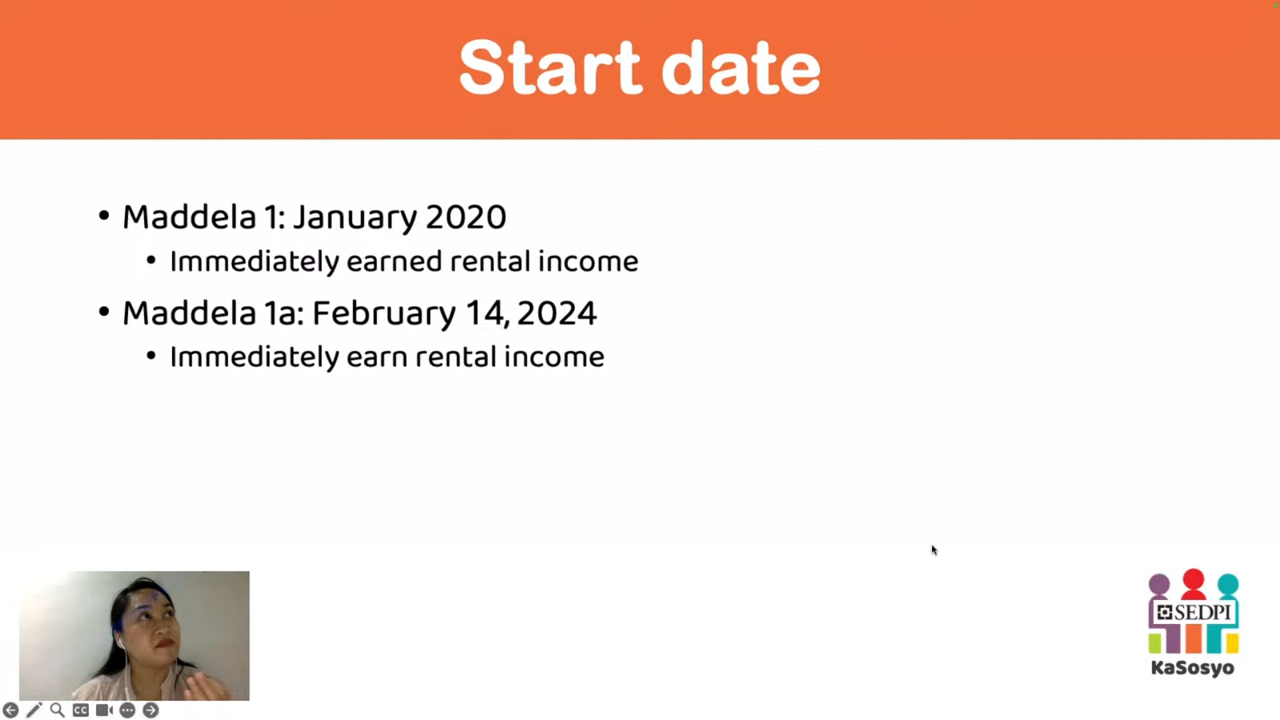 Start date
• Maddela 1: January 2020
• Immediately earned rental income
• Maddela 1a: February 14, 2024
• Immediately earn rental income
SEDPI
KaSosyo
CC